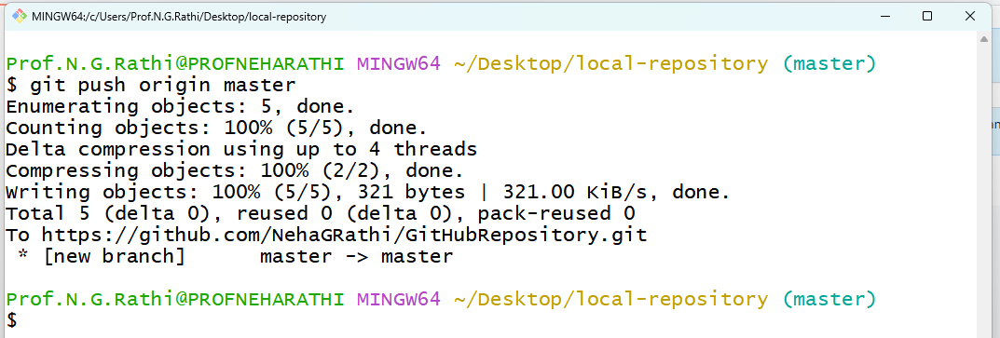 MINGW64:/c/Users/Prof.N.G.Rathi/Desktop/local-repository
Prof.N.G.Rathi@PROFNEHARATHI MINGW64 ~/Desktop/local-repository (master)
$ git push origin master
Enumerating objects: 5, done.
Counting objects: 100% (5/5), done.
Delta compression using up to 4 threads
Compressing objects: 100% (2/2), done.
Writing objects: 100% (5/5), 321 bytes | 321.00 KiB/s, done.
Total 5 (delta 0), reused 0 (delta 0), pack-reused 0
To https://github.com/NehaGRathi/GitHubRepository.git
 * [new branch]      master -> master
Prof.N.G.Rathi@PROFNEHARATHI MINGW64 ~/Desktop/local-repository (master)
$